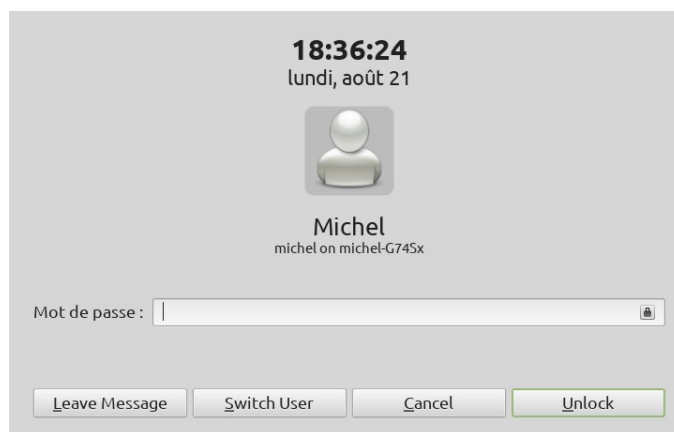 18:36:24
lundi, août 21
Michel
michel on michel-G74Sx
Mot de passe :
Leave Message Switch User Cancel Unlock